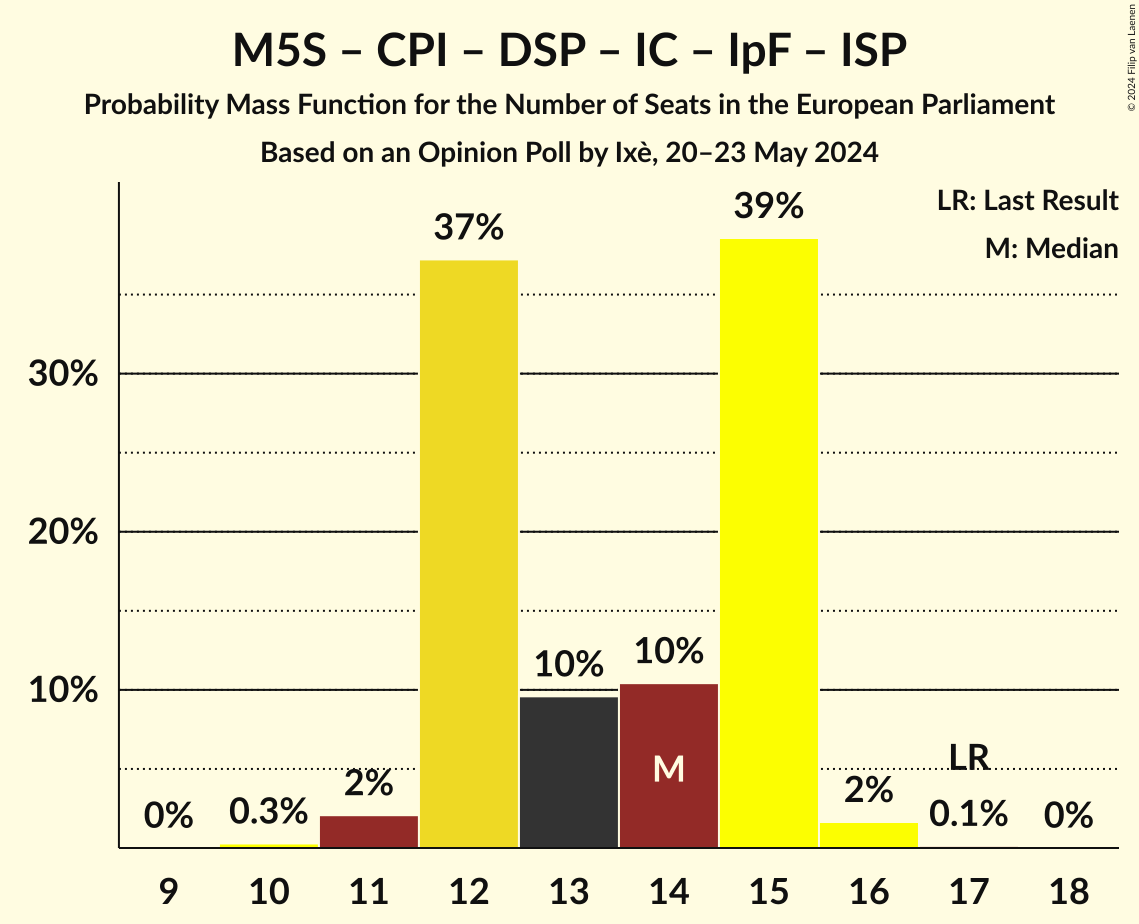 M5S – CPI – DSP – IC – IpF – ISP
Probability Mass Function for the Number of Seats in the European Parliament
Based on an Opinion Poll by Ixè, 20–23 May 2024
© 2024 Filip van Laenen
LR: Last Result
M: Median
39%
37%
30%
20%
10%
10%
10%
M
LR
0%
0.3%
2%
2%
0.1%
0%
9 10 11 12 13 14 15 16 17 18